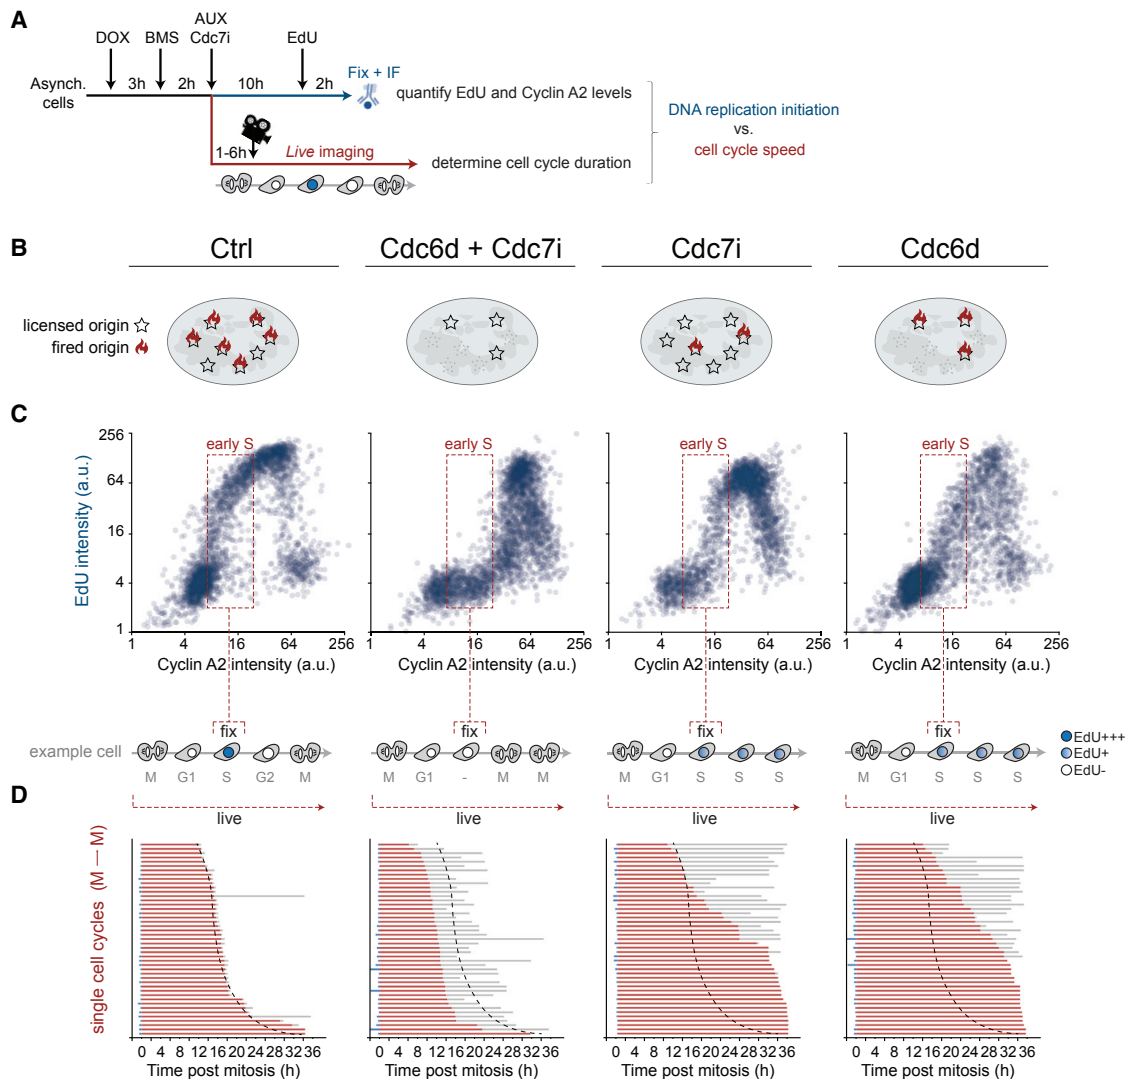 A
DOX
BMS
AUX
Cdc7i
EdU
Asynch.
cells
3h
2h
10h
2h
Fix + IF
quantify EdU and Cyclin A2 levels
1-6h
Live imaging
determine cell cycle duration
DNA replication initiation
vs.
cell cycle speed
B
Ctrl
Cdc6d + Cdc7i
Cdc7i
Cdc6d
licensed origin
fired origin
C
EdU intensity (a.u.)
256
64
16
4
1
early S
early S
early S
early S
1 4 16 64 256
1 4 16 64 256
1 4 16 64 256
1 4 16 64 256
Cyclin A2 intensity (a.u.)
Cyclin A2 intensity (a.u.)
Cyclin A2 intensity (a.u.)
Cyclin A2 intensity (a.u.)
example cell
fix
fix
fix
fix
M G1 S G2 M
M G1 - M M
M G1 S S S
M G1 S S S
EdU+++
EdU+
EdU-
D
live
live
live
live
single cell cycles (M → M)
0 4 8 12 16 20 24 28 32 36
0 4 8 12 16 20 24 28 32 36
0 4 8 12 16 20 24 28 32 36
0 4 8 12 16 20 24 28 32 36
Time post mitosis (h)
Time post mitosis (h)
Time post mitosis (h)
Time post mitosis (h)